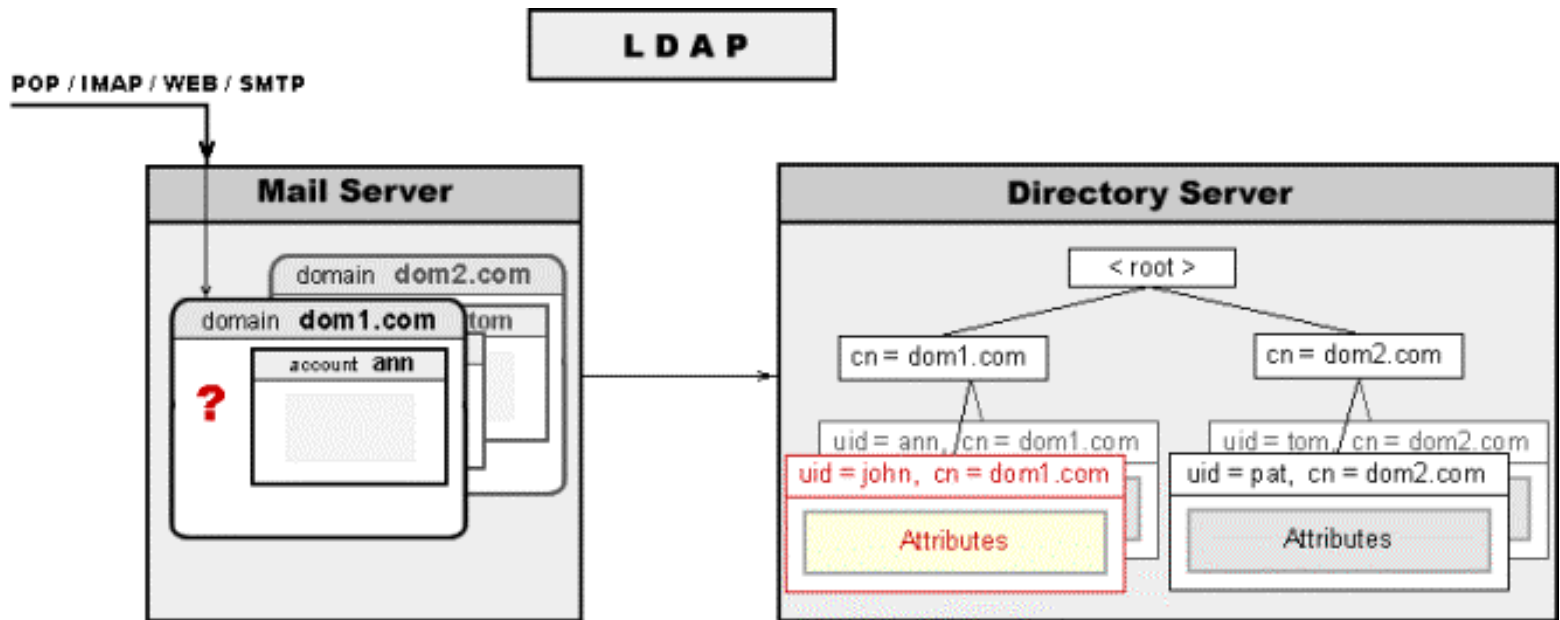 L D A P
POP / IMAP / WEB / SMTP
Mail Server
domain dom2.com
tom
domain dom1.com
account ann
?
Directory Server
< root >
cn = dom1.com
cn = dom2.com
uid = ann, cn = dom1.com
uid = tom, cn = dom2.com
uid = john, cn = dom1.com
uid = pat, cn = dom2.com
Attributes
Attributes